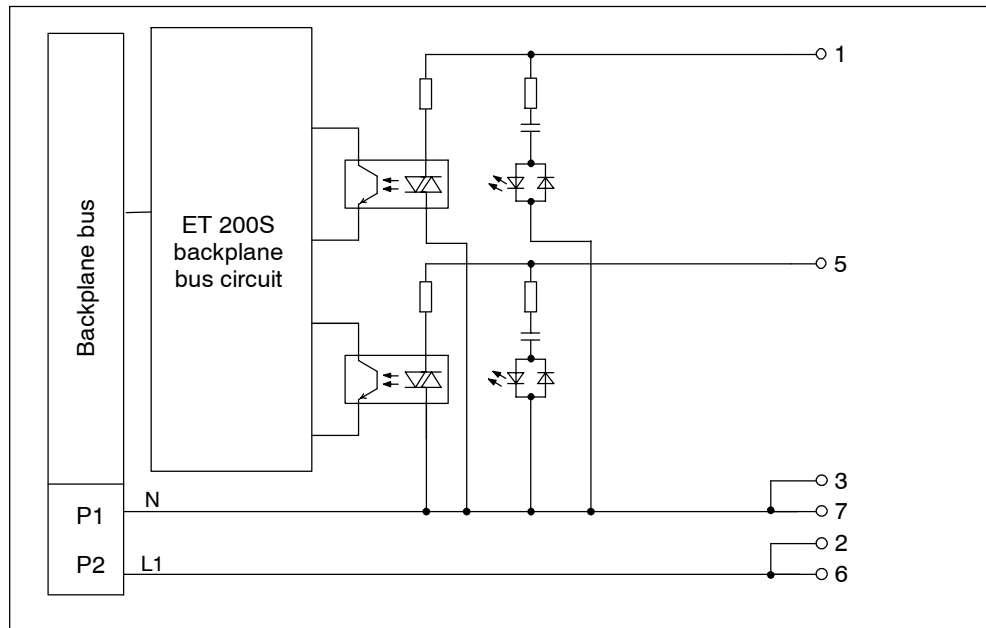 Backplane bus
ET 200S
backplane
bus circuit
1
5
3
7
2
6
P1
N
P2
L1